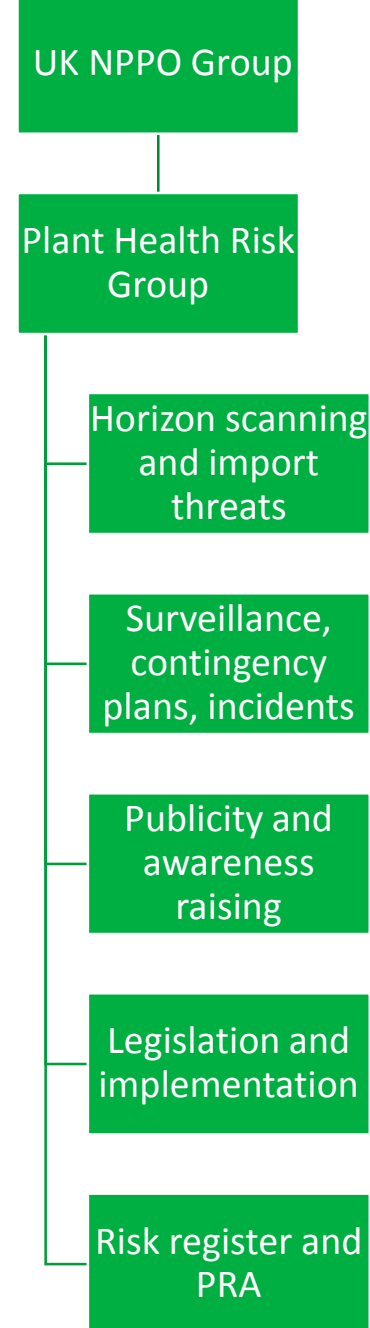 UK NPPO Group
Plant Health Risk
Group
Horizon scanning
and import
threats
Surveillance,
contingency
plans, incidents
Publicity and
awareness
raising
Legislation and
implementation
Risk register and
PRA